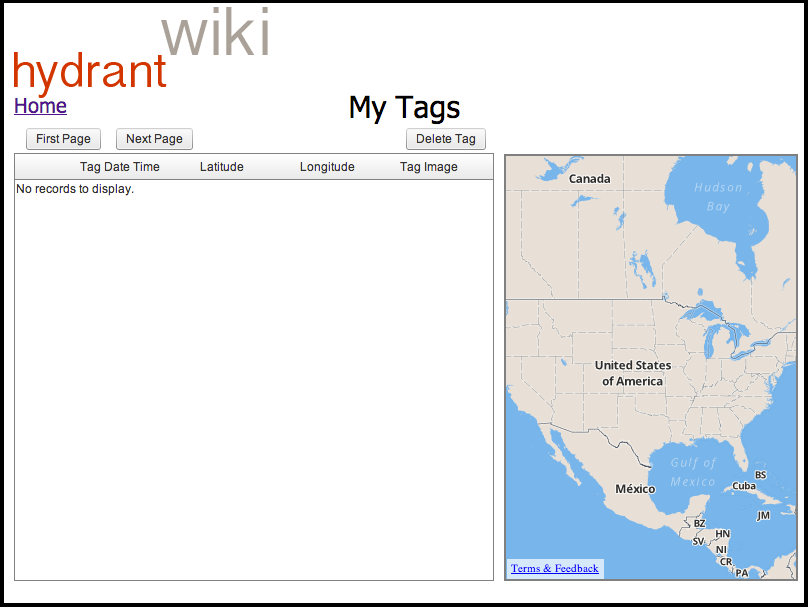 wiki
hydrant
Home
My Tags
First Page Next Page Delete Tag
Tag Date Time Latitude Longitude Tag Image
No records to display.
Canada
Hudson
Bay
United States
of America
Gulf of
Mexico
México
BS
Cuba
JM
BZ
HN
SV
NI
CR
PA
Terms & Feedback